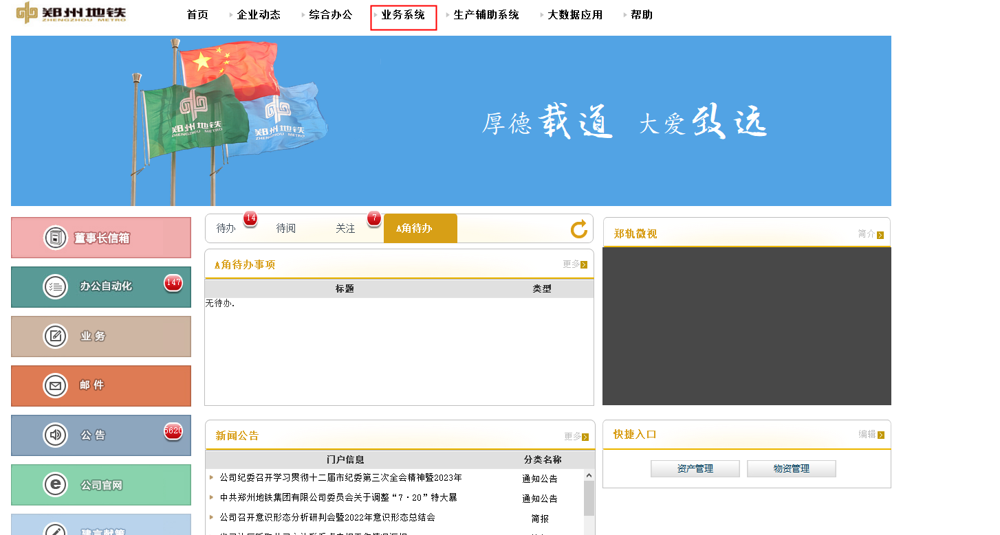 郑州地铁
ZHENGZHOU METRO
首页 企业动态 综合办公 业务系统 生产辅助系统 大数据应用 帮助
郑州地铁
ZHENGZHOU METRO
郑州地铁
ZHENGZHOU METRO
厚德载道 大爱致远
董事长信箱
办公自动化 147
业务
邮件
公告 5620
公司官网
待办 14 待阅 关注 7 A角待办
A角待办事项 更多
标题 类型
无待办.
郑轨微视 简介
新闻公告 更多
门户信息 分类名称
公司纪委召开学习贯彻十二届市纪委第三次全会精神暨2023年 通知公告
中共郑州地铁集团有限公司委员会关于调整“7·20”特大暴 通知公告
公司召开意识形态分析研判会暨2022年意识形态总结会 简报
快捷入口 编辑
资产管理 物资管理